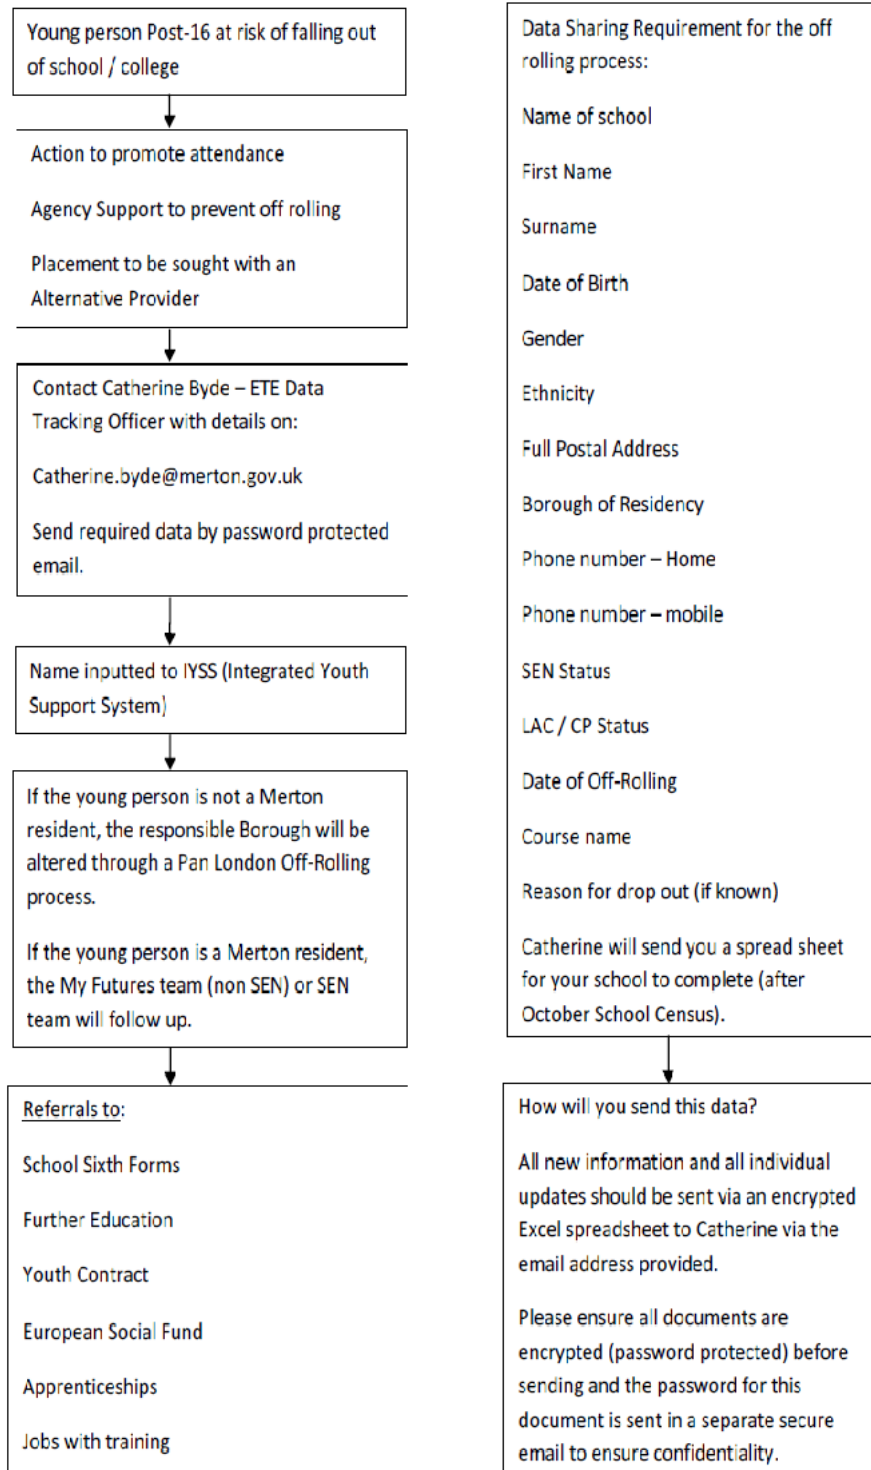 Young person Post-16 at risk of falling out
of school / college
Action to promote attendance
Agency Support to prevent off rolling
Placement to be sought with an
Alternative Provider
Contact Catherine Byde – ETE Data
Tracking Officer with details on:
Catherine.byde@merton.gov.uk
Send required data by password protected
email.
Name inputted to IYSS (Integrated Youth
Support System)
If the young person is not a Merton
resident, the responsible Borough will be
altered through a Pan London Off-Rolling
process.
If the young person is a Merton resident,
the My Futures team (non SEN) or SEN
team will follow up.
Referrals to:
School Sixth Forms
Further Education
Youth Contract
European Social Fund
Apprenticeships
Jobs with training
Data Sharing Requirement for the off
rolling process:
Name of school
First Name
Surname
Date of Birth
Gender
Ethnicity
Full Postal Address
Borough of Residency
Phone number – Home
Phone number – mobile
SEN Status
LAC / CP Status
Date of Off-Rolling
Course name
Reason for drop out (if known)
Catherine will send you a spread sheet
for your school to complete (after
October School Census).
How will you send this data?
All new information and all individual
updates should be sent via an encrypted
Excel spreadsheet to Catherine via the
email address provided.
Please ensure all documents are
encrypted (password protected) before
sending and the password for this
document is sent in a separate secure
email to ensure confidentiality.